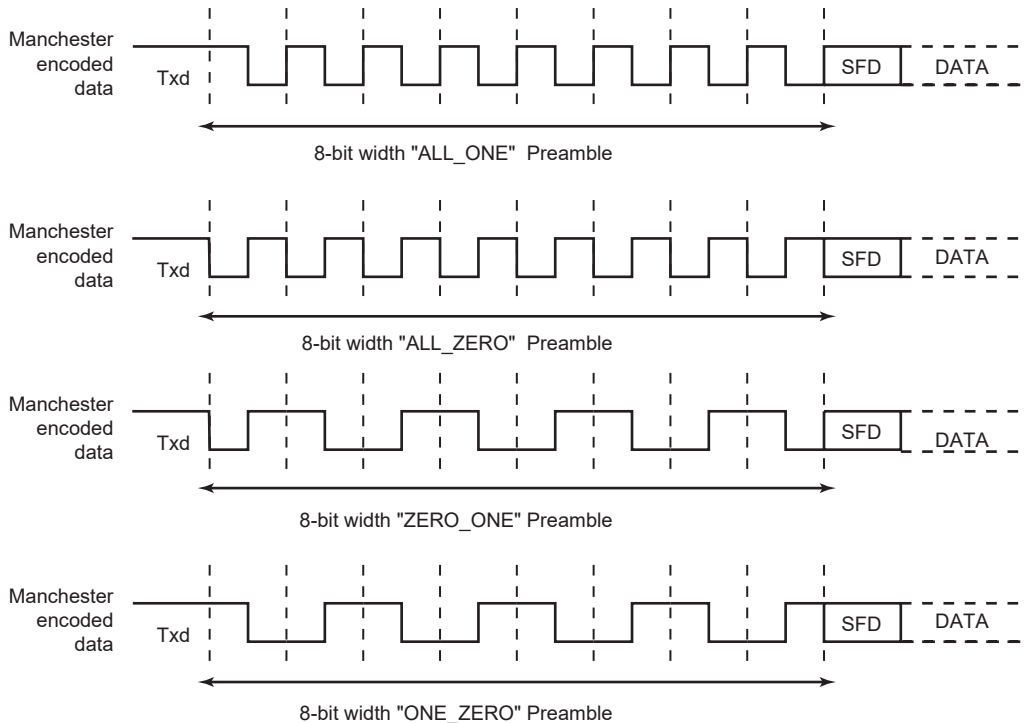 Manchester
encoded
data
Txd
SFD
DATA
8-bit width "ALL_ONE" Preamble
Manchester
encoded
data
Txd
SFD
DATA
8-bit width "ALL_ZERO" Preamble
Manchester
encoded
data
Txd
SFD
DATA
8-bit width "ZERO_ONE" Preamble
Manchester
encoded
data
Txd
SFD
DATA
8-bit width "ONE_ZERO" Preamble